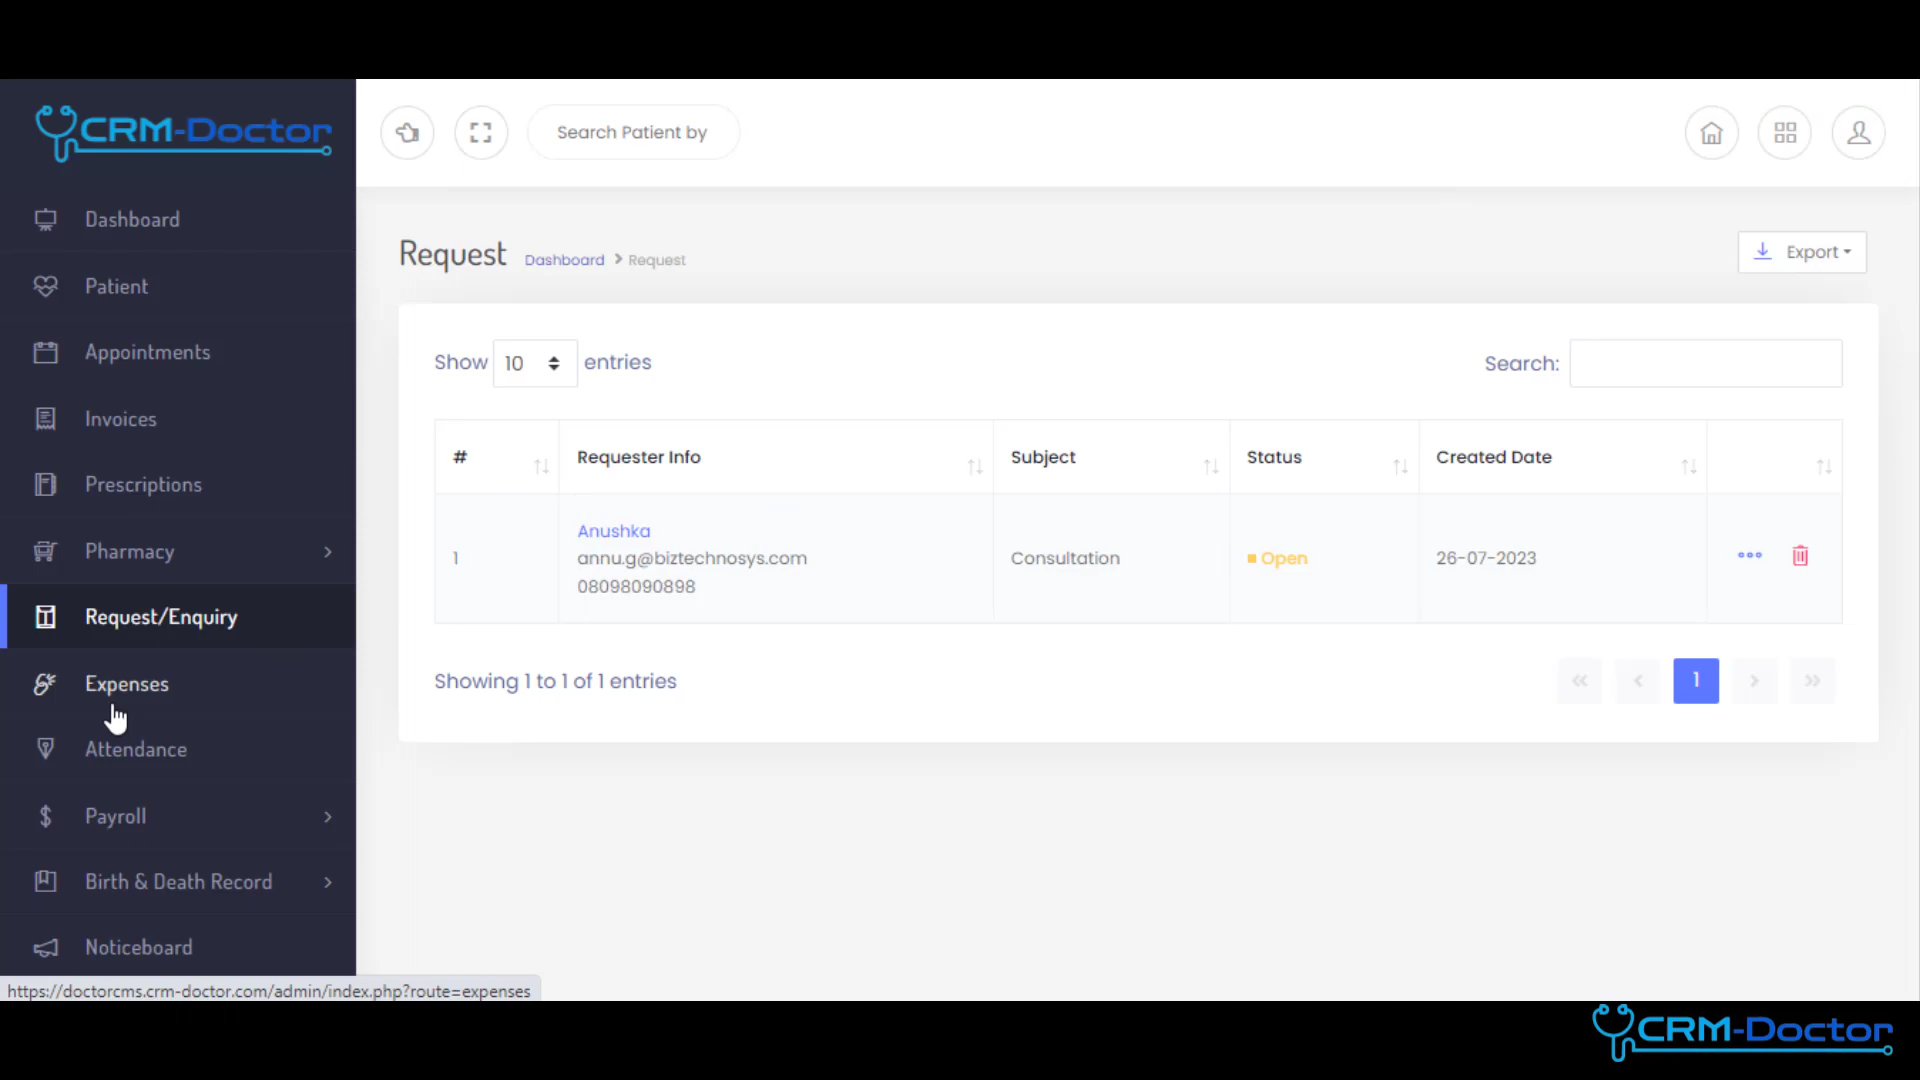 CRM-Doctor
Search Patient by
Dashboard
Patient
Appointments
Invoices
Prescriptions
Pharmacy
Request/Enquiry
Expenses
Attendance
Payroll
Birth & Death Record
Noticeboard
Request Dashboard Request
Export
Show 10 entries
Search:
# Requester Info Subject Status Created Date
1 Anushka
annu.g@biztechnosys.com Consultation Open 26-07-2023
08098090898
Showing 1 to 1 of 1 entries
« ‹ 1 › »
https://doctorcms.crm-doctor.com/admin/index.php?route=expenses
CRM-Doctor